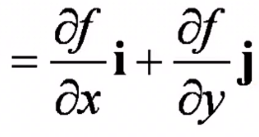 = ∂f/∂x i + ∂f/∂y j